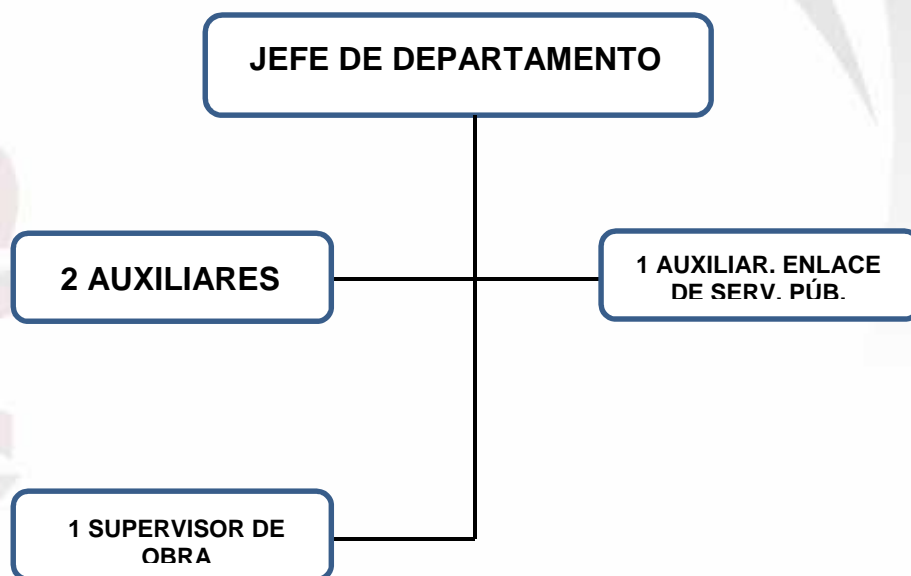 JEFE DE DEPARTAMENTO
2 AUXILIARES
1 AUXILIAR. ENLACE
DE SERV. PÚB.
1 SUPERVISOR DE
OBRA